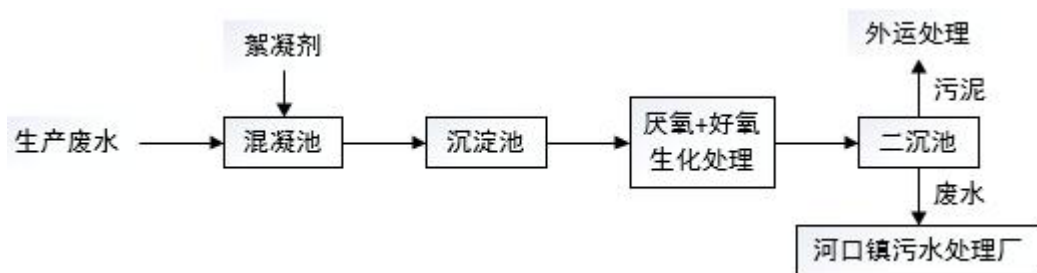 絮凝剂
外运处理
污泥
生产废水
混凝池
沉淀池
厌氧+好氧
生化处理
二沉池
废水
河口镇污水处理厂